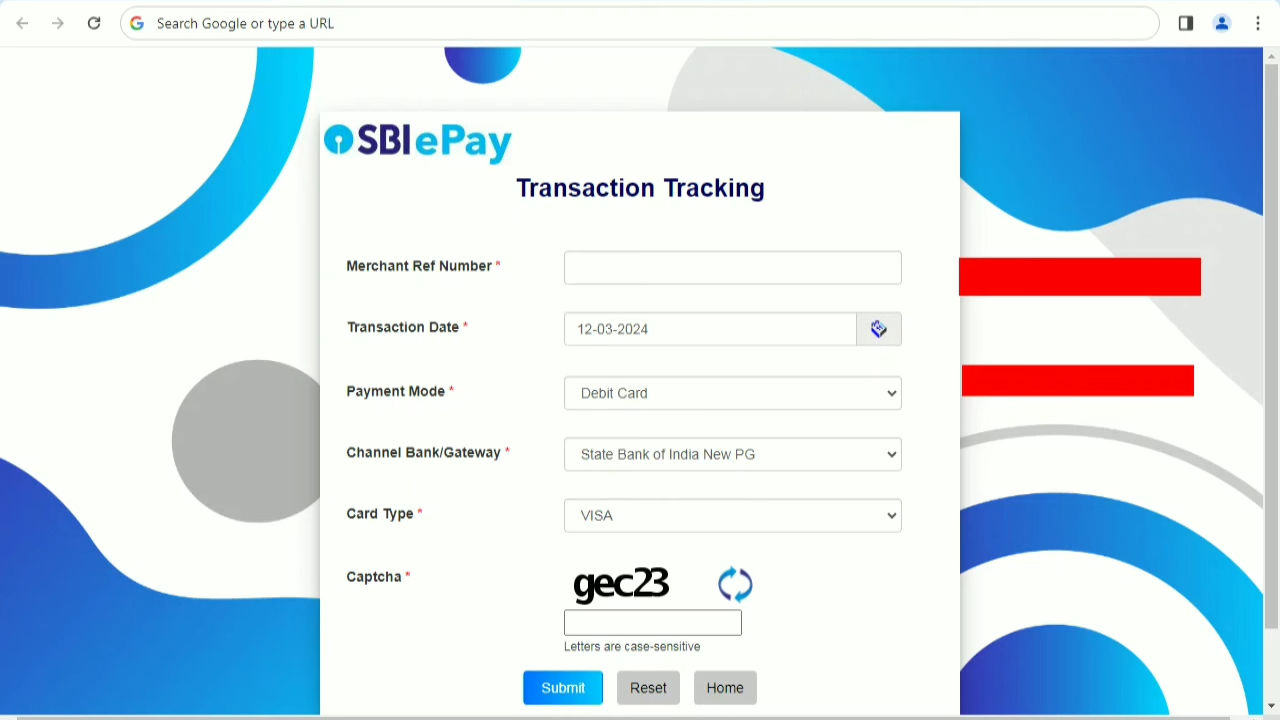 Search Google or type a URL
SBI ePay
Transaction Tracking
Merchant Ref Number *
Transaction Date *
12-03-2024
Payment Mode *
Debit Card
Channel Bank/Gateway *
State Bank of India New PG
Card Type *
VISA
Captcha *
gec23
Letters are case-sensitive
Submit
Reset
Home